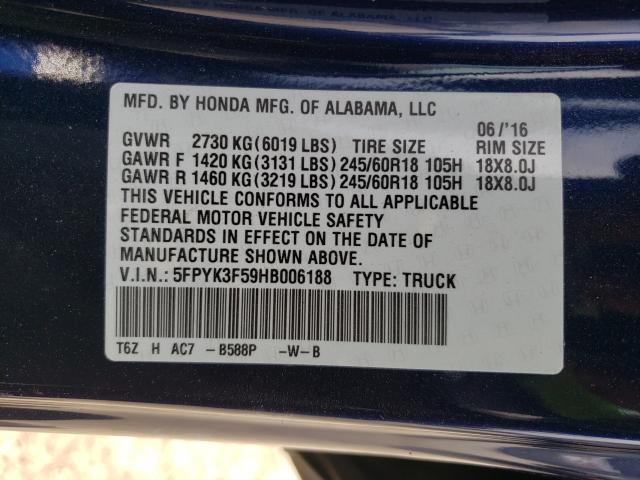 MFD. BY HONDA MFG. OF ALABAMA, LLC
06/'16
GVWR 2730 KG(6019 LBS) TIRE SIZE RIM SIZE
GAWR F 1420 KG(3131 LBS) 245/60R18 105H 18X8.0J
GAWR R 1460 KG(3219 LBS) 245/60R18 105H 18X8.0J
THIS VEHICLE CONFORMS TO ALL APPLICABLE
FEDERAL MOTOR VEHICLE SAFETY
STANDARDS IN EFFECT ON THE DATE OF
MANUFACTURE SHOWN ABOVE.
V.I.N.: 5FPYK3F59HB006188 TYPE: TRUCK
T6Z H AC7 -B588P -W-B